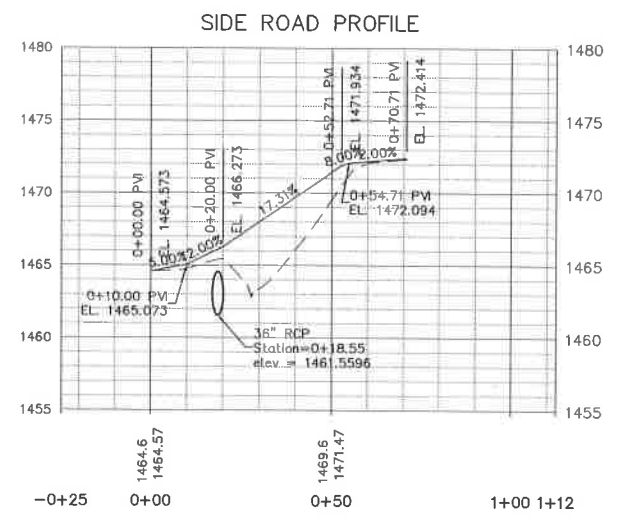 SIDE ROAD PROFILE
1480
1475
1470
1465
1460
1455
1480
1475
1470
1465
1460
1455
0+00.00 PVI
EL 1464.573
0+20.00 PVI
EL 1466.273
0+52.71 PVI
EL 1471.934
0+70.71 PVI
EL 1472.414
5.00%
12.00%
17.31%
8.00%
2.00%
0+54.71 PVI
EL. 1472.094
0+10.00 PVI
EL. 1465.073
36" RCP
Station=0+18.55
elev = 1461.5596
1464.6
1464.57
1469.6
1471.47
-0+25
0+00
0+50
1+00
1+12